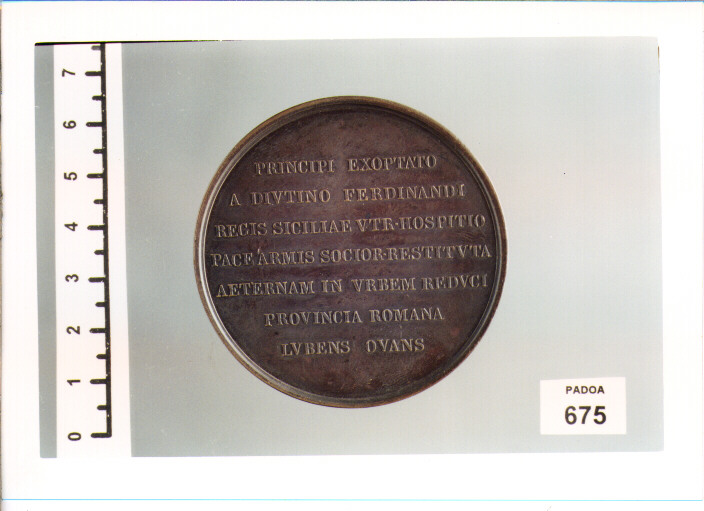 7
6
5
4
3
2
1
0
PRINCIPI EXOPTATO
A DIVTINO FERDINANDI
REGIS SICILIAE VTR·HOSPITIO
PACE ARMIS SOCIOR·RESTITVTA
AETERNAM IN VRBEM REDVCI
PROVINCIA ROMANA
LVBENS OVANS
PADOA
675